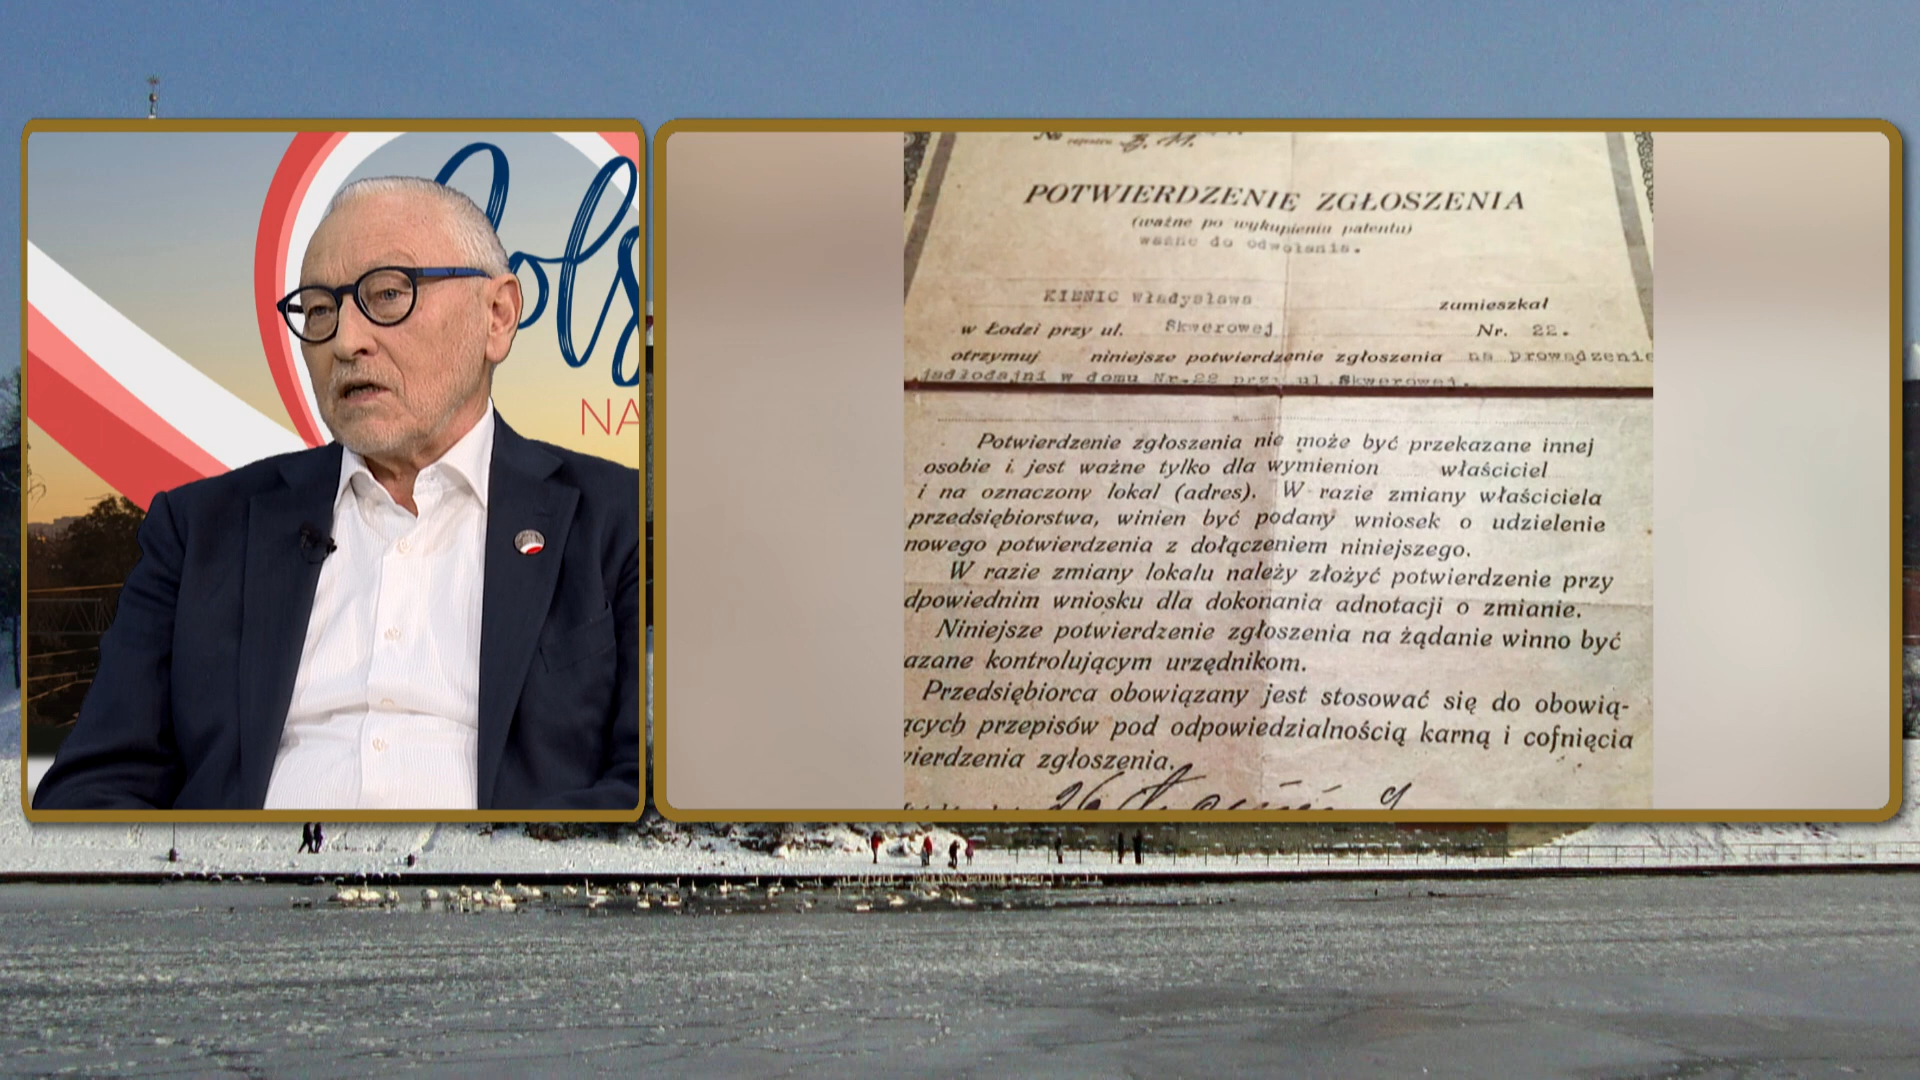 Pols
NA
No
POTWIERDZENIE ZGŁOSZENIA
(ważne po wykupieniu patentu)
ważne do odwołania.
KIENIC Władysława zamieszkał
w Łodzi przy ul. Skwerowej Nr. 22.
otrzymuj niniejsze potwierdzenie zgłoszenia na prowadzenie
jadłodajni w domu Nr.22 przy ul.Skwerowej.
Potwierdzenie zgłoszenia nie może być przekazane innej
osobie i jest ważne tylko dla wymienion właściciel
i na oznaczony lokal (adres). W razie zmiany właściciela
przedsiębiorstwa, winien być podany wniosek o udzielenie
nowego potwierdzenia z dołączeniem niniejszego.
W razie zmiany lokalu należy złożyć potwierdzenie przy
dpowiednim wniosku dla dokonania adnotacji o zmianie.
Niniejsze potwierdzenie zgłoszenia na żądanie winno być
azane kontrolującym urzędnikom.
Przedsiębiorca obowiązany jest stosować się do obowią-
ących przepisów pod odpowiedzialnością karną i cofnięcia
ierdzenia zgłoszenia.
26